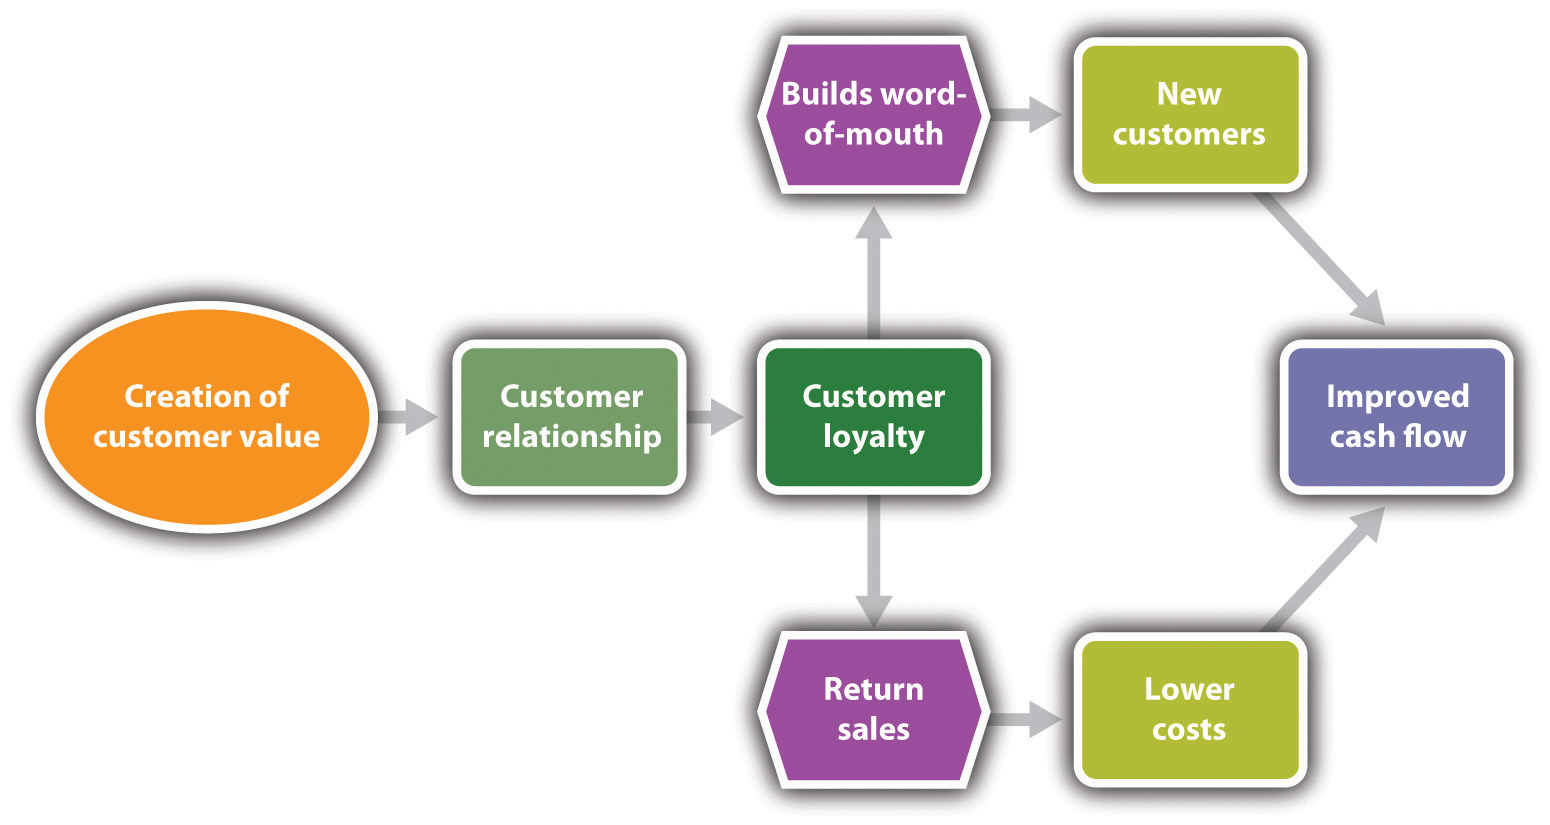 Creation of
customer value
Customer
relationship
Customer
loyalty
Builds word-
of-mouth
New
customers
Return
sales
Lower
costs
Improved
cash flow